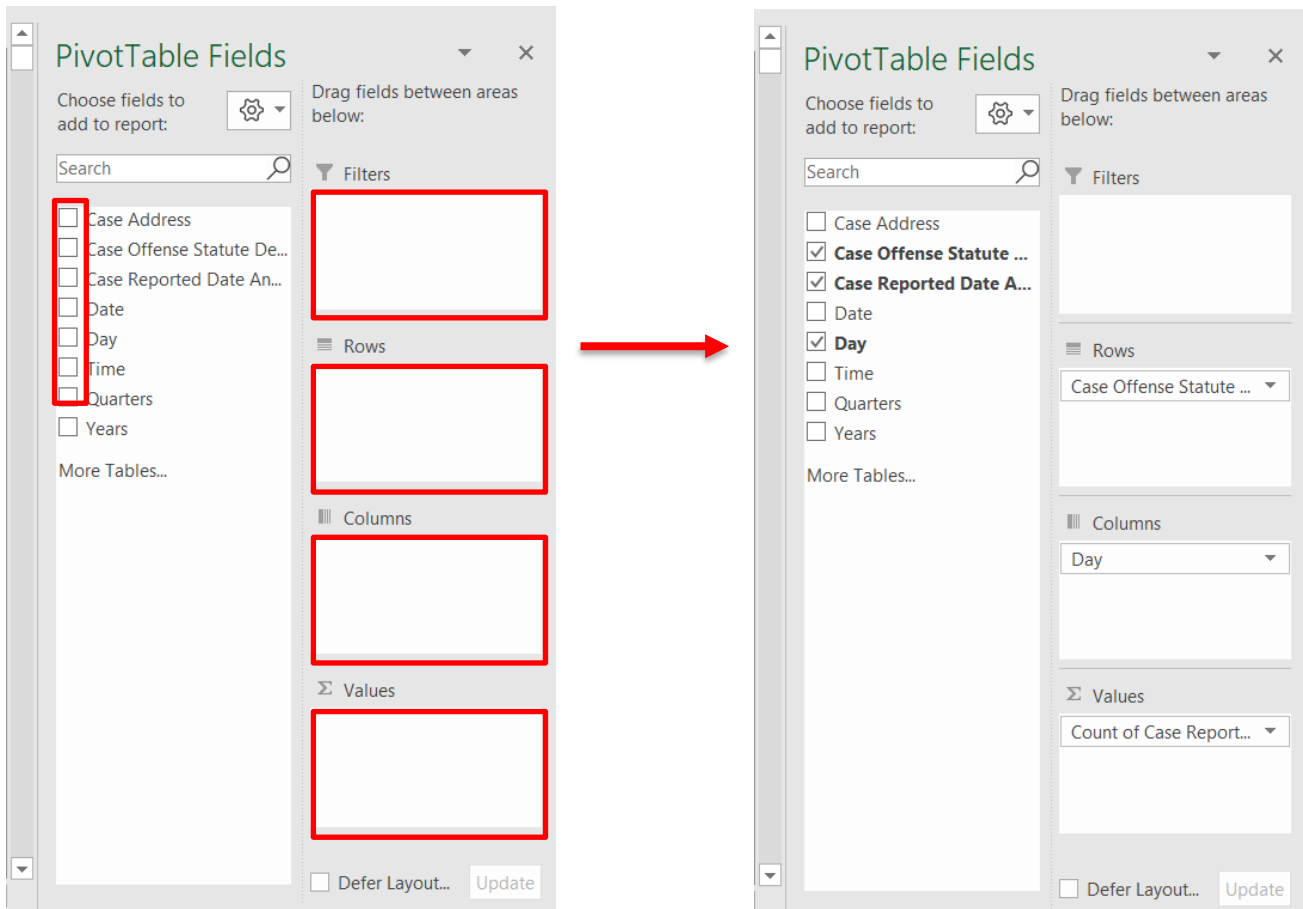 PivotTable Fields
Choose fields to
add to report:
Search
Case Address
Case Offense Statute De...
Case Reported Date An...
Date
Day
Time
Quarters
Years
More Tables...
Drag fields between areas
below:
Filters
Rows
Columns
Σ Values
Defer Layout...
Update
PivotTable Fields
Choose fields to
add to report:
Search
Case Address
Case Offense Statute ...
Case Reported Date A...
Date
Day
Time
Quarters
Years
More Tables...
Drag fields between areas
below:
Filters
Rows
Case Offense Statute ...
Columns
Day
Σ Values
Count of Case Report...
Defer Layout...
Update